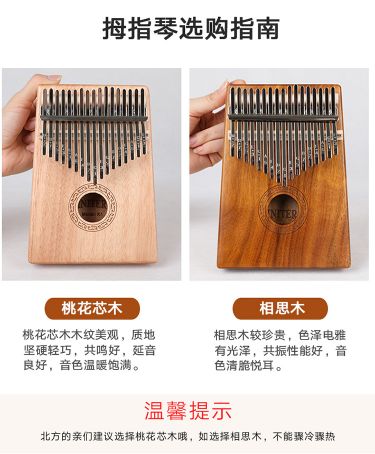 拇指琴选购指南
INITER
INITER
桃花芯木
相思木
桃花芯木木纹美观，质地
坚硬轻巧，共鸣好，延音
良好，音色温暖饱满。
相思木较珍贵，色泽电雅
有光泽，共振性能好，音
色清脆悦耳。
温馨提示
北方的亲们建议选择桃花芯木哦，如选择相思木，不能骤冷骤热